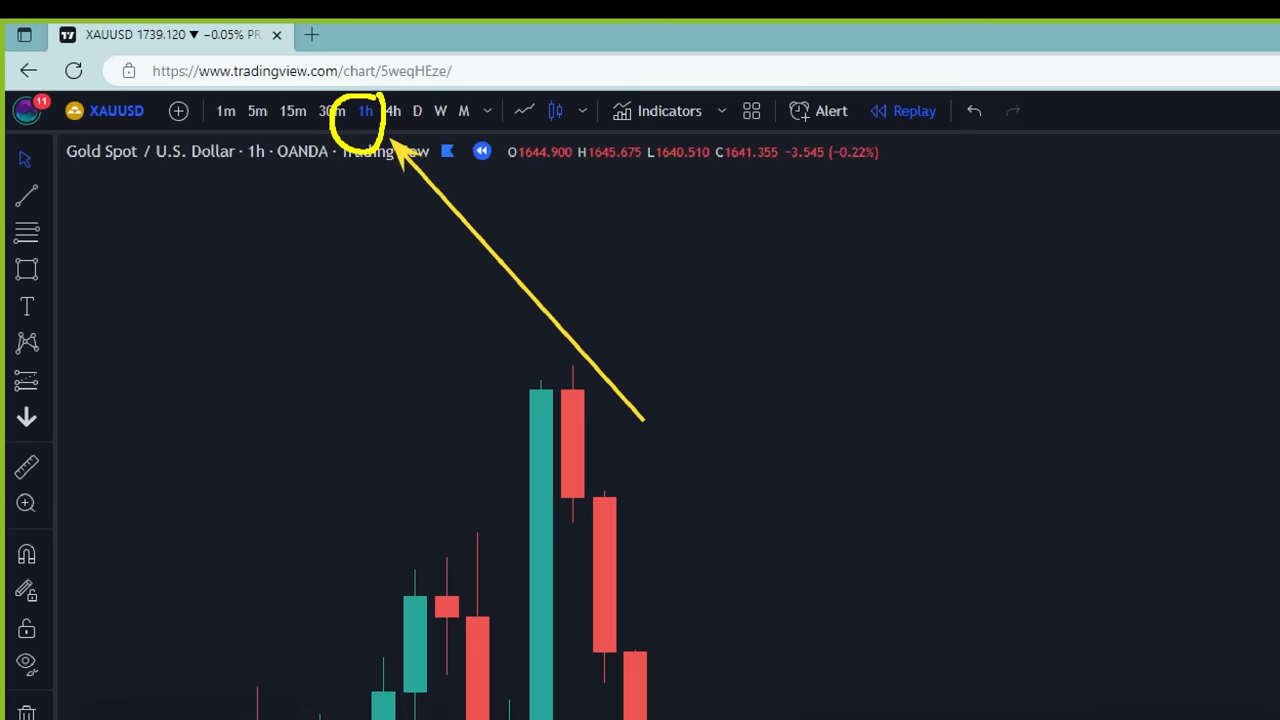 XAUUSD 1739.120 ▼ −0.05% PR
https://www.tradingview.com/chart/5weqHEze/
11 XAUUSD 1m 5m 15m 30m 1h 4h D W M Indicators Alert Replay
Gold Spot / U.S. Dollar · 1h · OANDA · TradingView O1644.900 H1645.675 L1640.510 C1641.355 −3.545 (−0.22%)
T